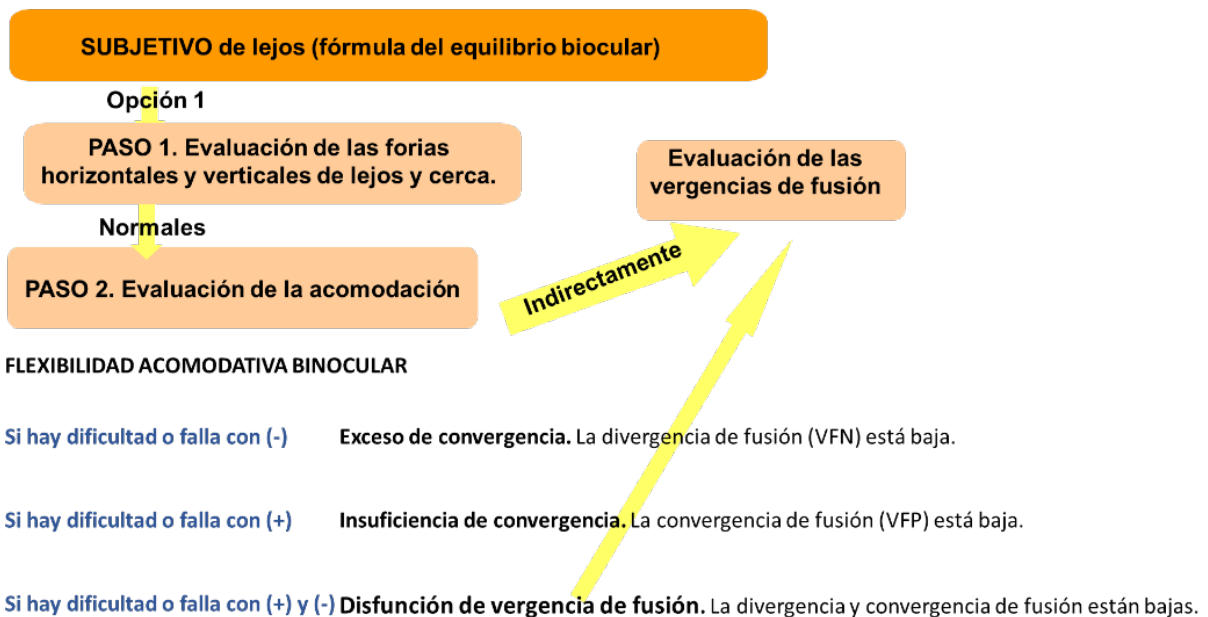 SUBJETIVO de lejos (fórmula del equilibrio biocular)
Opción 1
PASO 1. Evaluación de las forias
horizontales y verticales de lejos y cerca.
Evaluación de las
vergencias de fusión
Normales
PASO 2. Evaluación de la acomodación
Indirectamente
FLEXIBILIDAD ACOMODATIVA BINOCULAR
Si hay dificultad o falla con (-) Exceso de convergencia. La divergencia de fusión (VFN) está baja.
Si hay dificultad o falla con (+) Insuficiencia de convergencia. La convergencia de fusión (VFP) está baja.
Si hay dificultad o falla con (+) y (-) Disfunción de vergencia de fusión. La divergencia y convergencia de fusión están bajas.